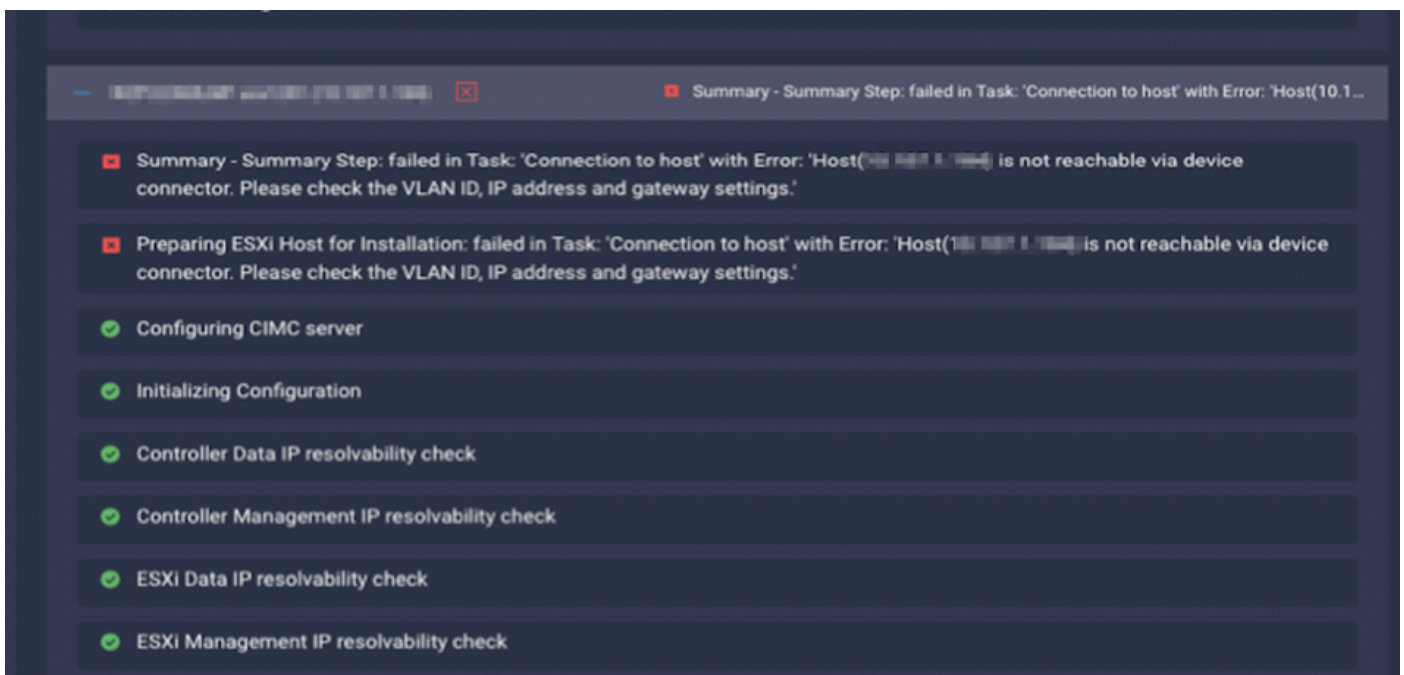 Summary - Summary Step: failed in Task: 'Connection to host' with Error: 'Host(10.1...
Summary - Summary Step: failed in Task: 'Connection to host' with Error: 'Host( is not reachable via device
connector. Please check the VLAN ID, IP address and gateway settings.'
Preparing ESXi Host for Installation: failed in Task: 'Connection to host' with Error: 'Host(1 is not reachable via device
connector. Please check the VLAN ID, IP address and gateway settings.'
Configuring CIMC server
Initializing Configuration
Controller Data IP resolvability check
Controller Management IP resolvability check
ESXi Data IP resolvability check
ESXi Management IP resolvability check